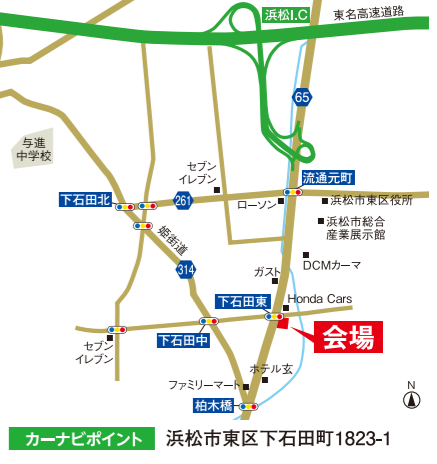 浜松I.C
東名高速道路
65
与進
中学校
セブン
イレブン
流通元町
下石田北
261
ローソン
浜松市東区役所
浜松市総合
産業展示館
姫街道
314
DCMカーマ
ガスト
下石田東
Honda Cars
下石田中
会場
セブン
イレブン
ホテル玄
ファミリーマート
柏木橋
N
カーナビポイント 浜松市東区下石田町1823-1